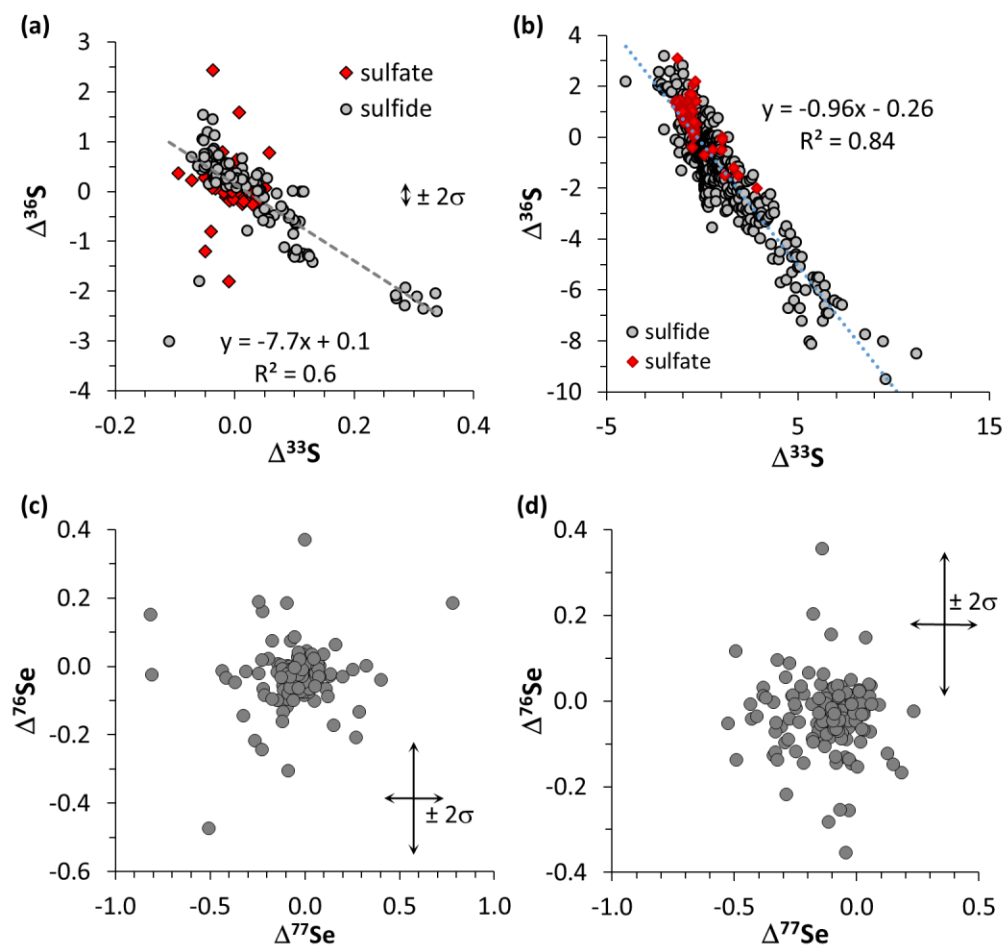 (a)
3
2
1
0
-1
-2
-3
-4
Δ³⁶S
sulfate
sulfide
± 2σ
y = -7.7x + 0.1
R² = 0.6
-0.2
0.0
0.2
0.4
Δ³³S
(b)
4
2
0
-2
-4
-6
-8
-10
Δ³⁶S
y = -0.96x - 0.26
R² = 0.84
sulfide
sulfate
-5
5
15
Δ³³S
(c)
0.4
0.2
0.0
-0.2
-0.4
-0.6
Δ⁷⁶Se
± 2σ
-1.0
-0.5
0.0
0.5
1.0
Δ⁷⁷Se
(d)
0.4
0.2
0.0
-0.2
-0.4
Δ⁷⁶Se
± 2σ
-1.0
-0.5
0.0
0.5
Δ⁷⁷Se